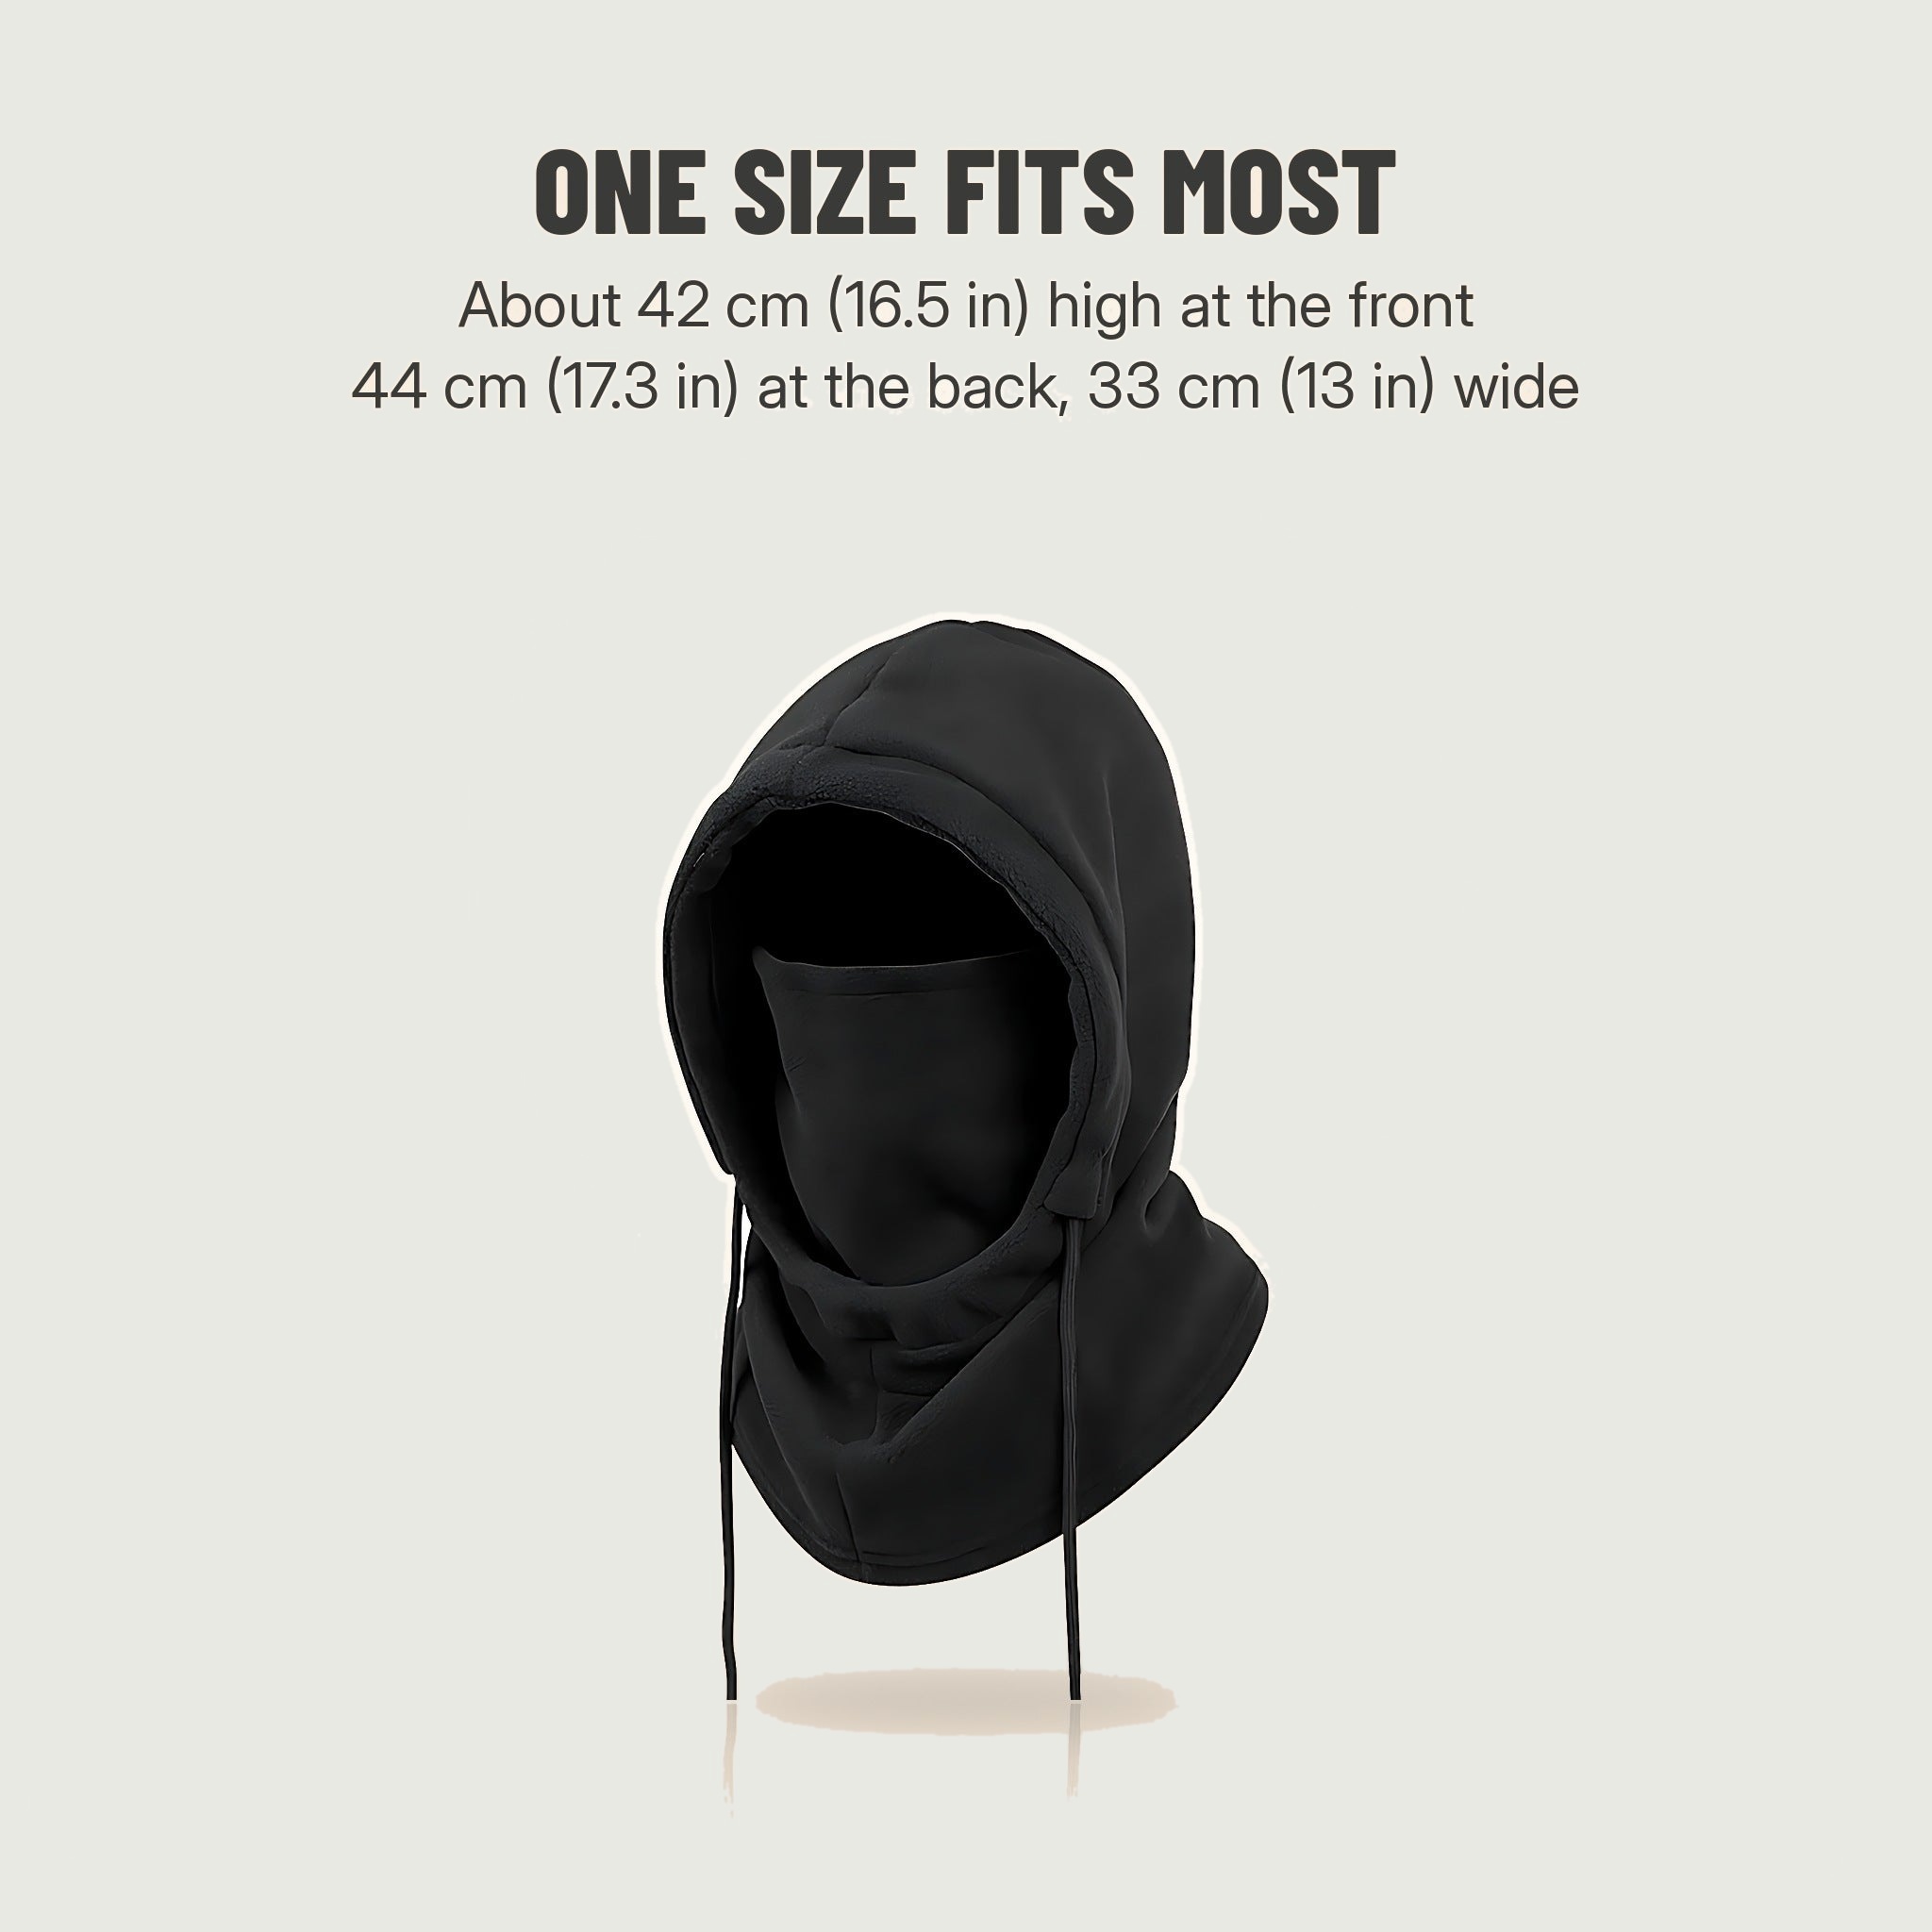 ONE SIZE FITS MOST
About 42 cm (16.5 in) high at the front
44 cm (17.3 in) at the back, 33 cm (13 in) wide